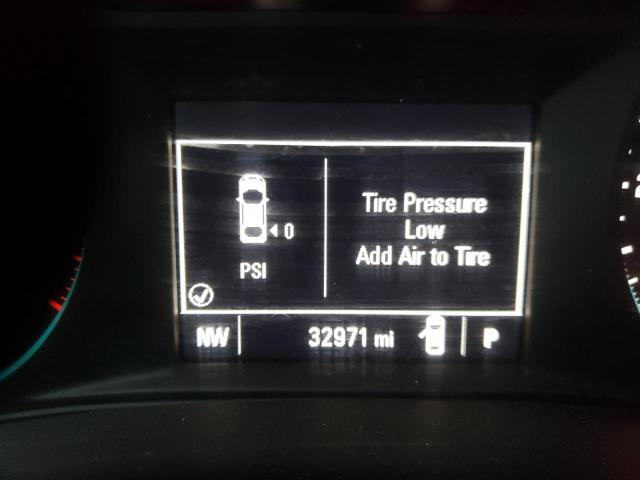 0
PSI
Tire Pressure
Low
Add Air to Tire
NW
32971 mi
P